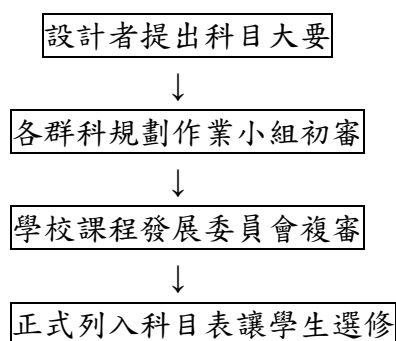 設計者提出科目大要
↓
各群科規劃作業小組初審
↓
學校課程發展委員會複審
↓
正式列入科目表讓學生選修